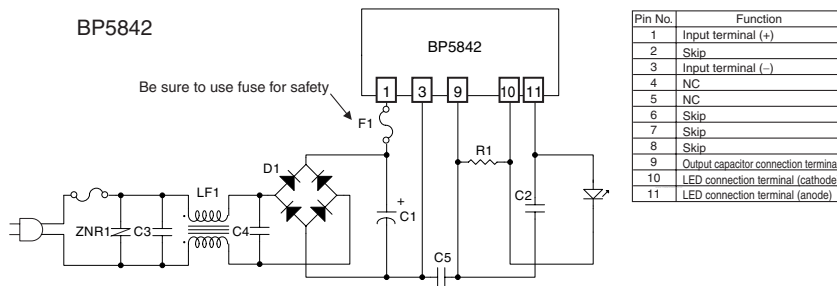 BP5842
BP5842
1 3 9 10 11
Be sure to use fuse for safety
F1
R1
D1
LF1
+
C1
C2
ZNR1
C3
C4
C5
Pin No. Function
1 Input terminal (+)
2 Skip
3 Input terminal (−)
4 NC
5 NC
6 Skip
7 Skip
8 Skip
9 Output capacitor connection termina
10 LED connection terminal (cathode
11 LED connection terminal (anode)